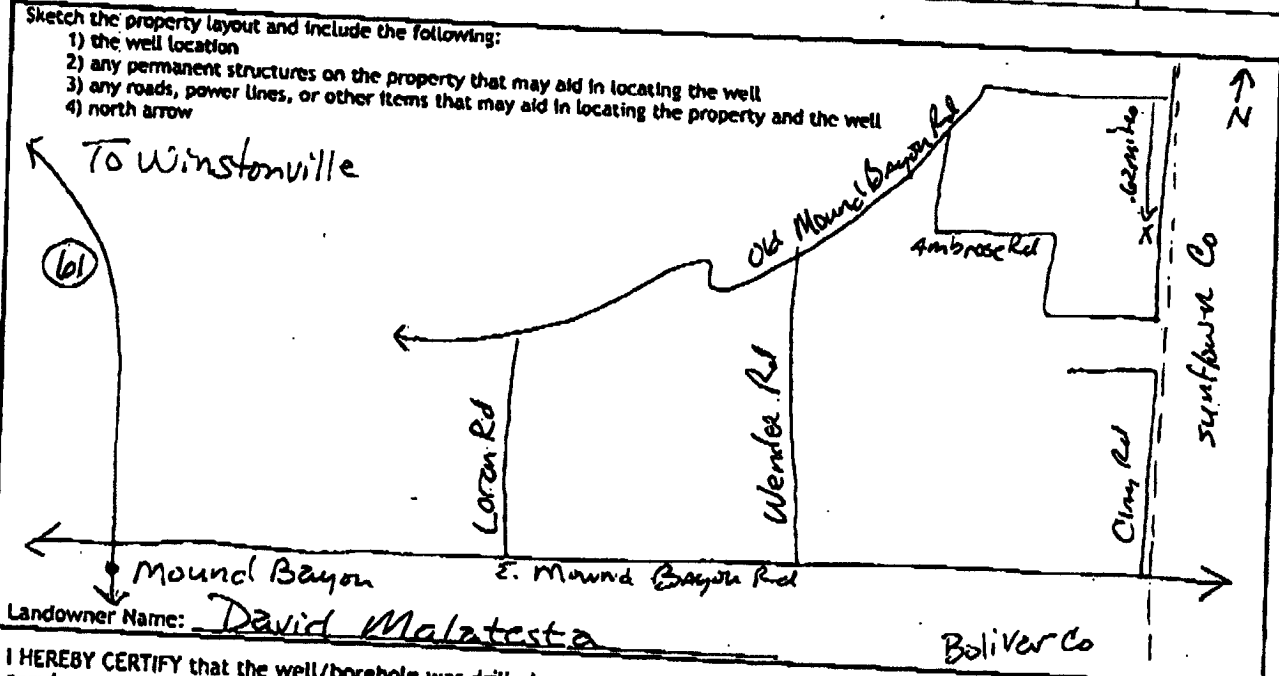 Sketch the property layout and include the following:
1) the well location
2) any permanent structures on the property that may aid in locating the well
3) any roads, power lines, or other items that may aid in locating the property and the well
4) north arrow
N
To Winstonville
61
Old Mound Bayou Rd
.62 miles
X
Ambrose Rd
Sunflower Co
Loran Rd
Wender Rd
Clay Rd
Mound Bayou
E. Mound Bayou Rd
Landowner Name: David Malatesta
Boliver Co
I HEREBY CERTIFY that the well/borehole was